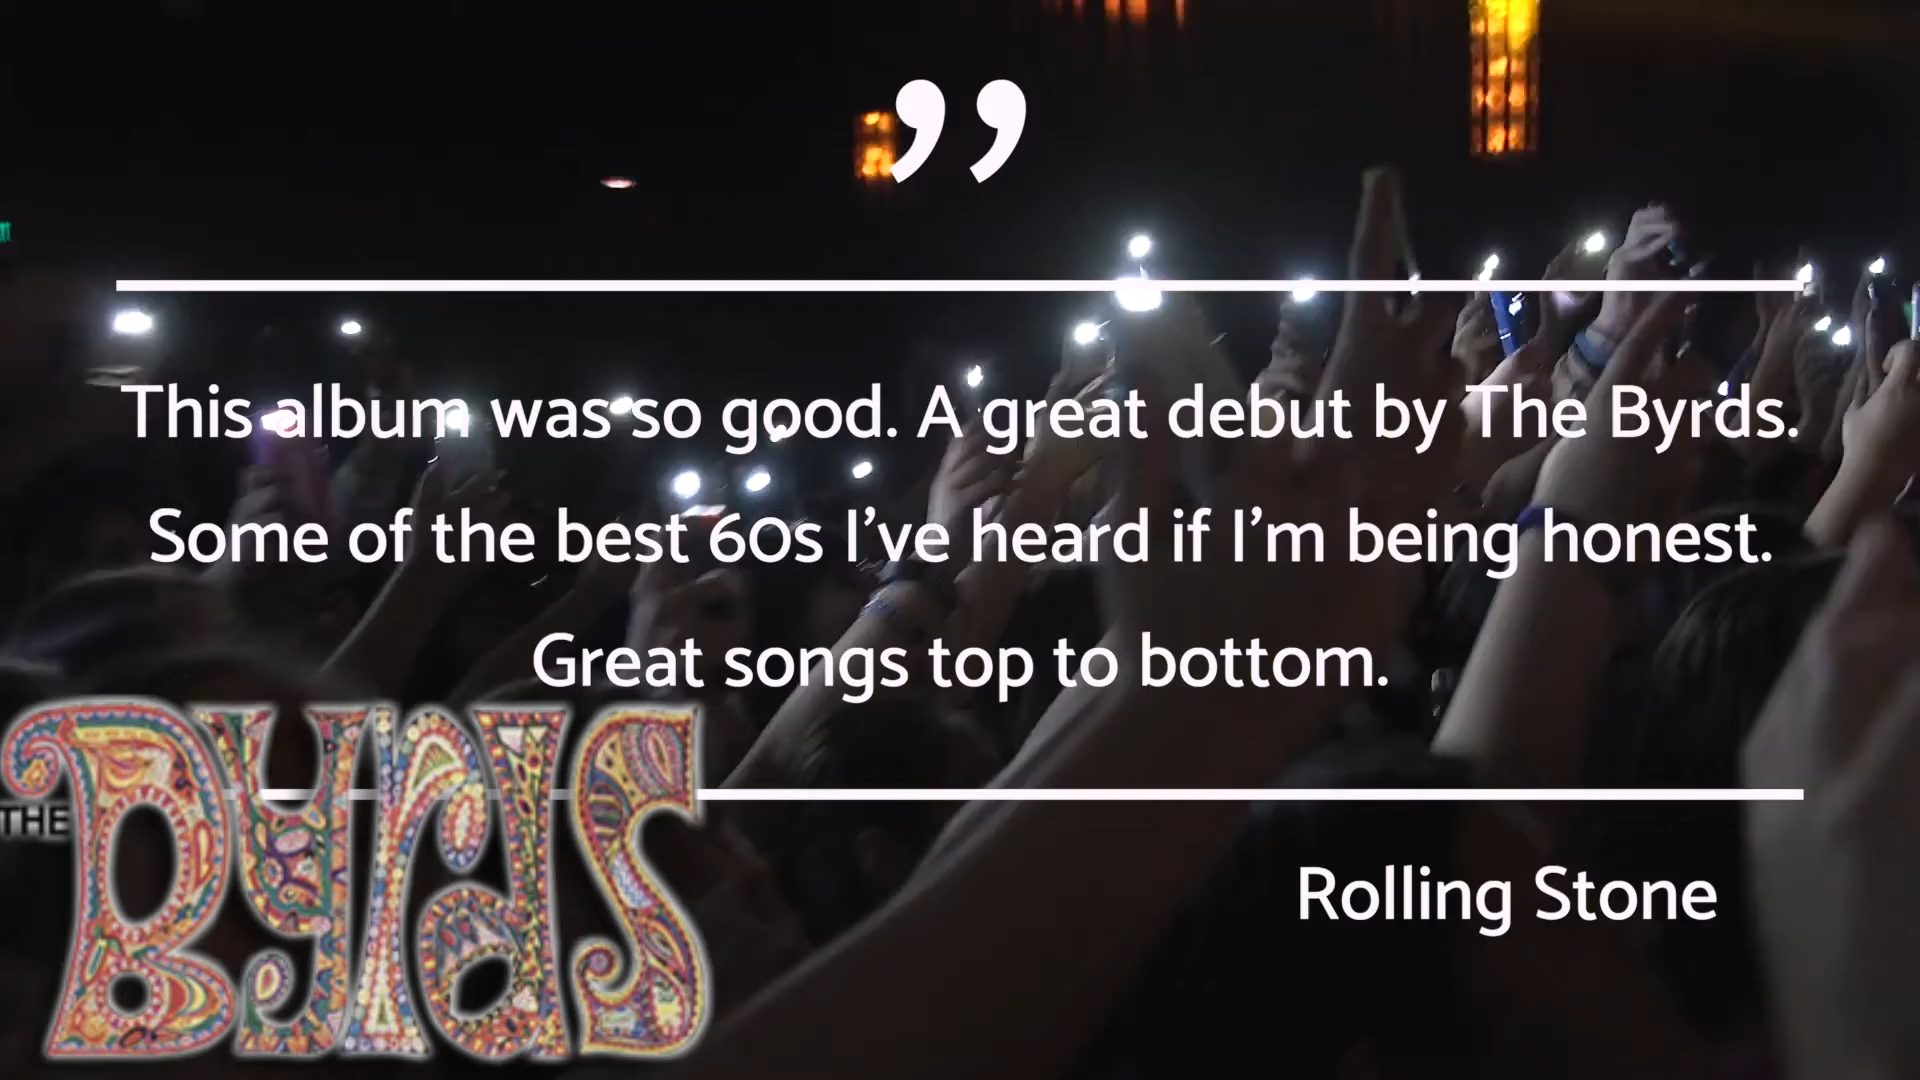 ”
This album was so good. A great debut by The Byrds.
Some of the best 60s I’ve heard if I’m being honest.
Great songs top to bottom.
THE Byrds
Rolling Stone